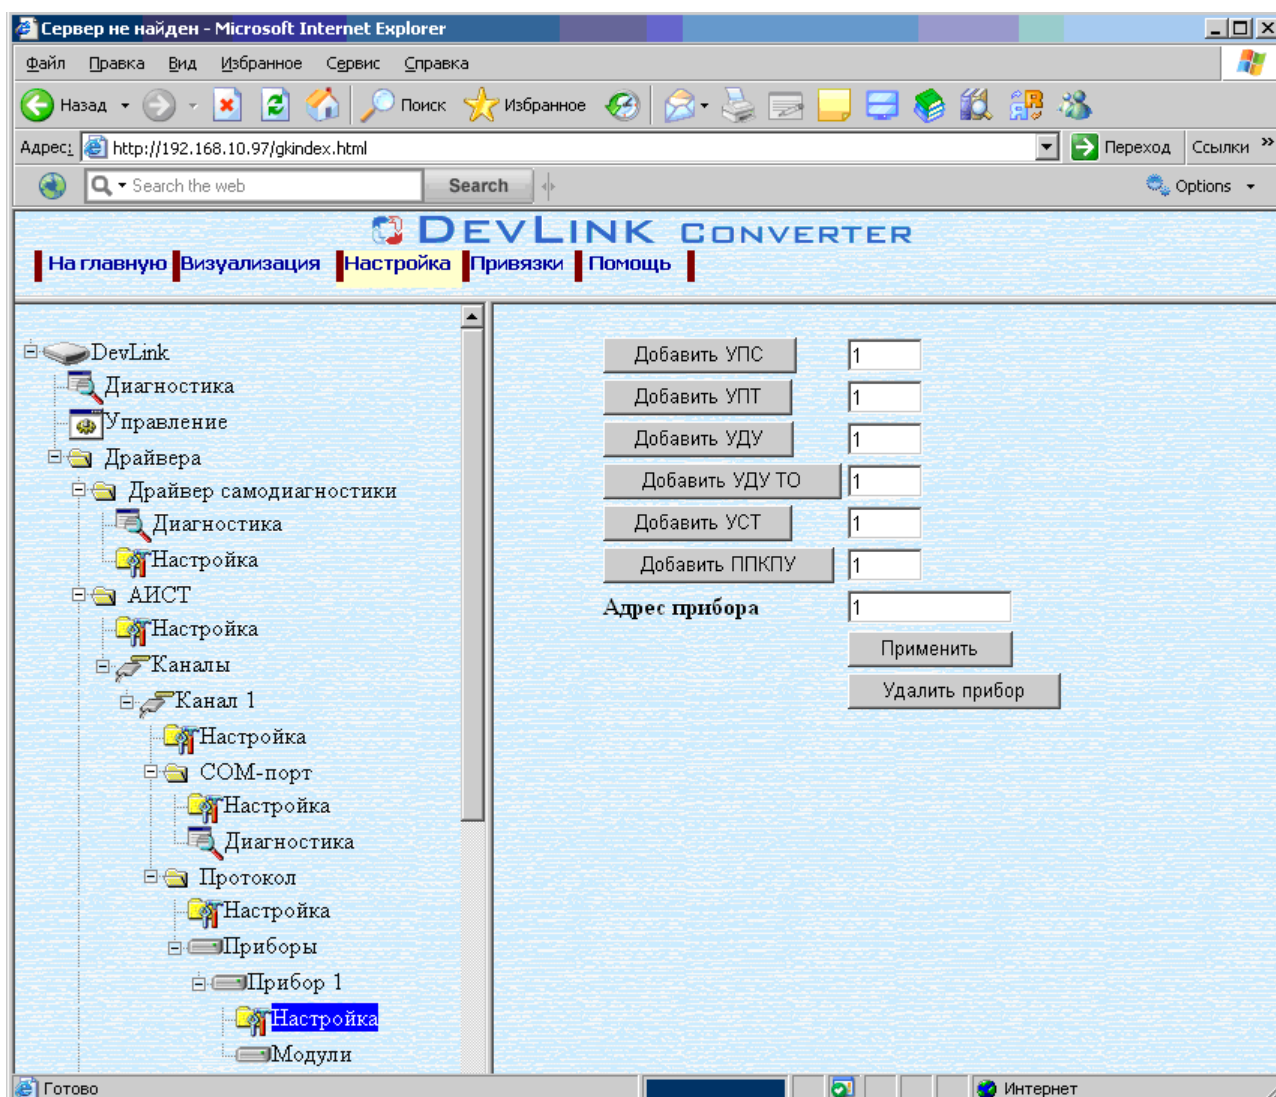 Сервер не найден - Microsoft Internet Explorer
Файл Правка Вид Избранное Сервис Справка
Назад Поиск Избранное
Адрес: http://192.168.10.97/gkindex.html Переход Ссылки »
Search the web Search Options
DEVLINK CONVERTER
На главную Визуализация Настройка Привязки Помощь
DevLink
Диагностика
Управление
Драйвера
Драйвер самодиагностики
Диагностика
Настройка
АИСТ
Настройка
Каналы
Канал 1
Настройка
COM-порт
Настройка
Диагностика
Протокол
Настройка
Приборы
Прибор 1
Настройка
Модули
Добавить УПС 1
Добавить УПТ 1
Добавить УДУ 1
Добавить УДУ ТО 1
Добавить УСТ 1
Добавить ППКПУ 1
Адрес прибора 1
Применить
Удалить прибор
Готово Интернет